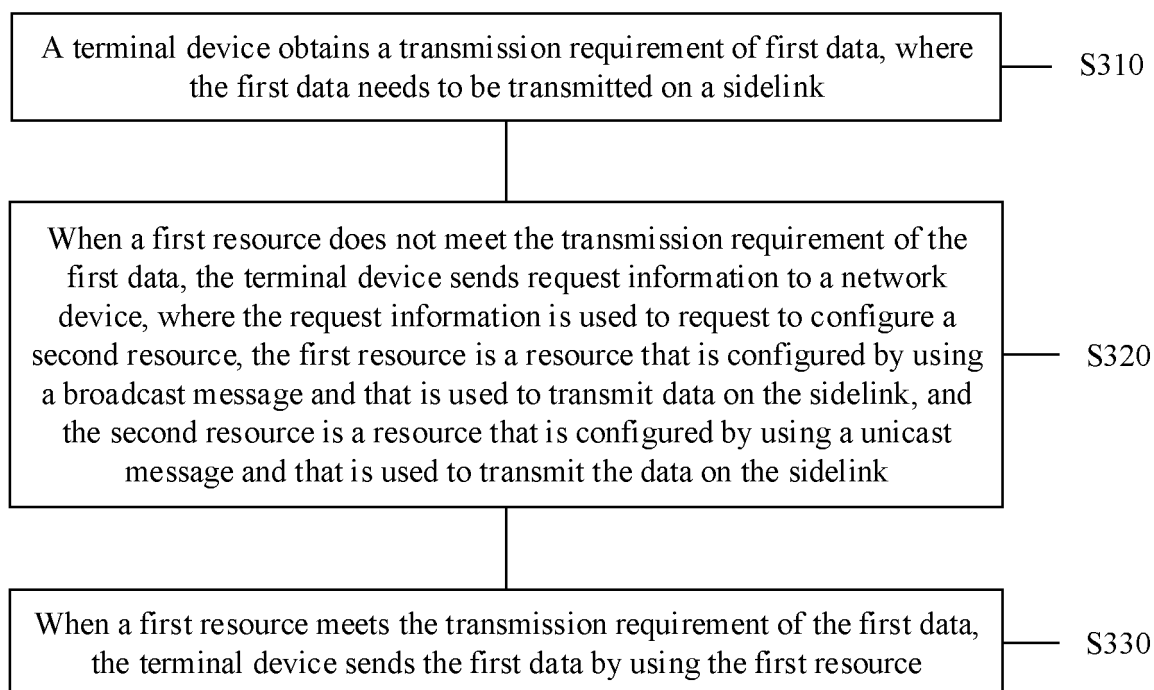 A terminal device obtains a transmission requirement of first data, where
the first data needs to be transmitted on a sidelink
S310
When a first resource does not meet the transmission requirement of the
first data, the terminal device sends request information to a network
device, where the request information is used to request to configure a
second resource, the first resource is a resource that is configured by using
a broadcast message and that is used to transmit data on the sidelink, and
the second resource is a resource that is configured by using a unicast
message and that is used to transmit the data on the sidelink
S320
When a first resource meets the transmission requirement of the first data,
the terminal device sends the first data by using the first resource
S330